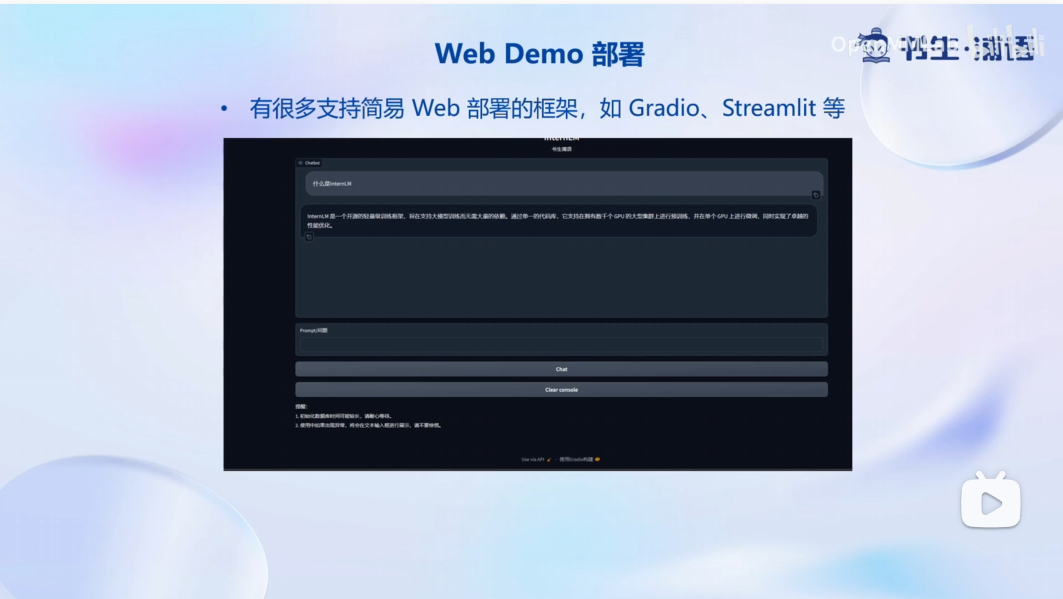 Web Demo 部署
书生·浦语
• 有很多支持简易 Web 部署的框架，如 Gradio、Streamlit 等
InternLM
书生浦语
Chatbot
什么是InternLM
InternLM 是一个开源的轻量级训练框架，旨在支持大模型训练而无需大量的依赖。通过单一的代码库，它支持在拥有数千个 GPU 的大型集群上进行预训练，并在单个 GPU 上进行微调，同时实现了卓越的
性能优化。
Prompt/问题
Chat
Clear console
提醒：
1. 初始化数据库时间可能较长，请耐心等待。
2. 使用中如果出现异常，将会在文本输入框进行展示，请不要惊慌。
Use via API · 使用Gradio构建